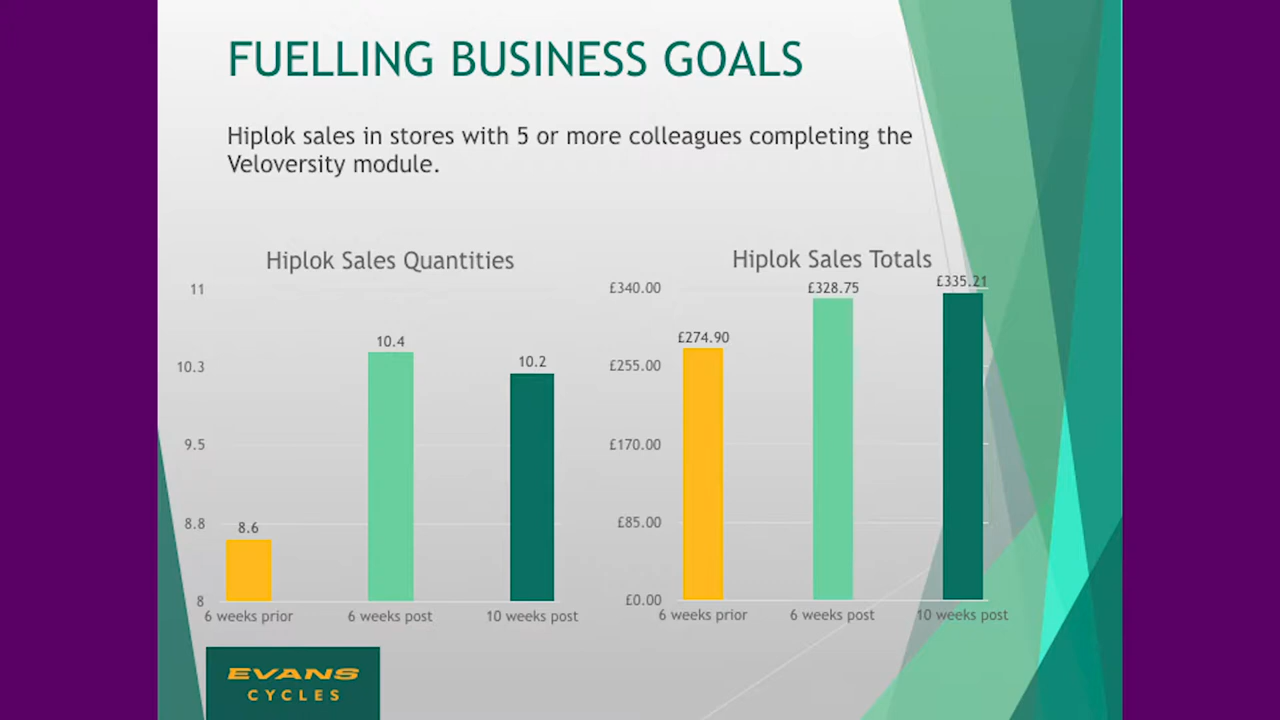 FUELLING BUSINESS GOALS
Hiplok sales in stores with 5 or more colleagues completing the
Veloversity module.
Hiplok Sales Quantities
11
10.3
9.5
8.8
8
8.6
10.4
10.2
6 weeks prior
6 weeks post
10 weeks post
Hiplok Sales Totals
£340.00
£255.00
£170.00
£85.00
£0.00
£274.90
£328.75
£335.21
6 weeks prior
6 weeks post
10 weeks post
EVANS
CYCLES